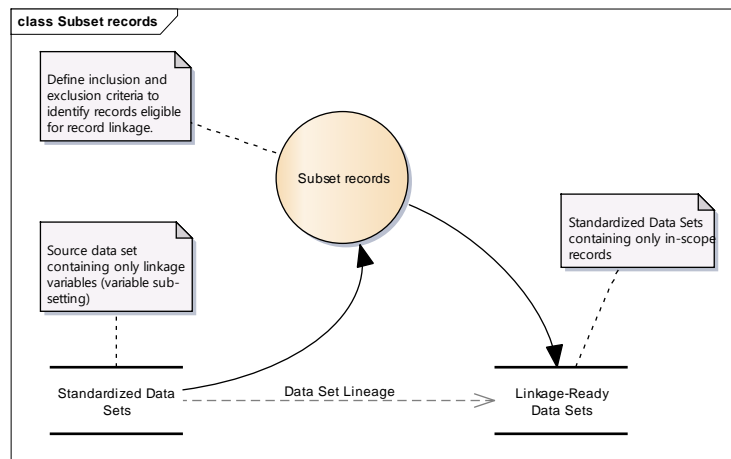 class Subset records
Define inclusion and
exclusion criteria to
identify records eligible
for record linkage.
Subset records
Standardized Data Sets
containing only in-scope
records
Source data set
containing only linkage
variables (variable sub-
setting)
Standardized Data
Sets
Data Set Lineage
Linkage-Ready
Data Sets